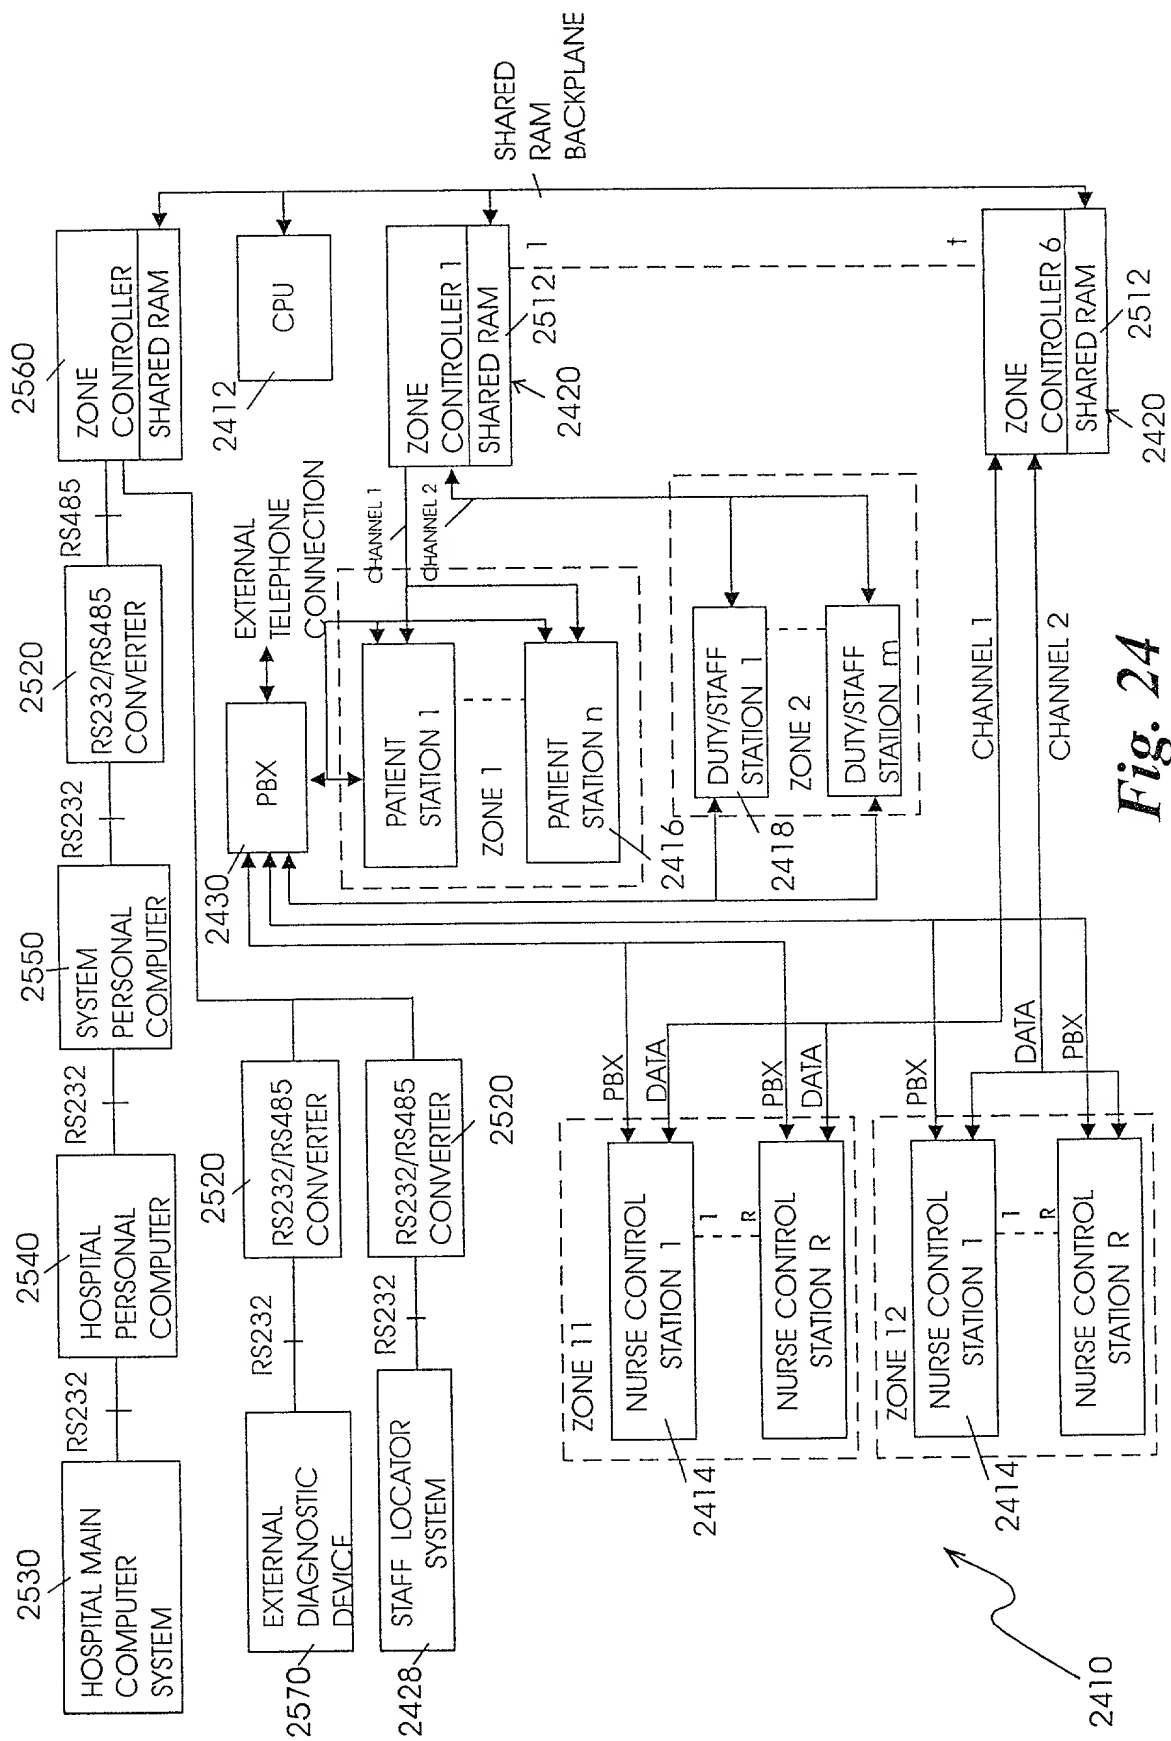 2530
HOSPITAL MAIN
COMPUTER
SYSTEM
RS232
2540
HOSPITAL
PERSONAL
COMPUTER
RS232
2550
SYSTEM
PERSONAL
COMPUTER
RS232
2520
RS232/RS485
CONVERTER
RS485
2560
ZONE
CONTROLLER
SHARED RAM
2570
EXTERNAL
DIAGNOSTIC
DEVICE
RS232
2520
RS232/RS485
CONVERTER
2428
STAFF LOCATOR
SYSTEM
RS232
RS232/RS485
CONVERTER
2520
2430
PBX
EXTERNAL
TELEPHONE
CONNECTION
2412
CPU
SHARED
RAM
BACKPLANE
ZONE
CONTROLLER 1
SHARED RAM
2512
1
2420
CHANNEL 1
CHANNEL 2
PATIENT
STATION 1
ZONE 1
PATIENT
STATION n
2416
DUTY/STAFF
STATION 1
2418
ZONE 2
DUTY/STAFF
STATION m
t
ZONE
CONTROLLER 6
SHARED RAM
2512
2420
CHANNEL 1
CHANNEL 2
ZONE 11
NURSE CONTROL
STATION 1
PBX
DATA
1
R
NURSE CONTROL
STATION R
PBX
DATA
2414
ZONE 12
NURSE CONTROL
STATION 1
PBX
DATA
1
R
NURSE CONTROL
STATION R
PBX
2414
2410
Fig. 24